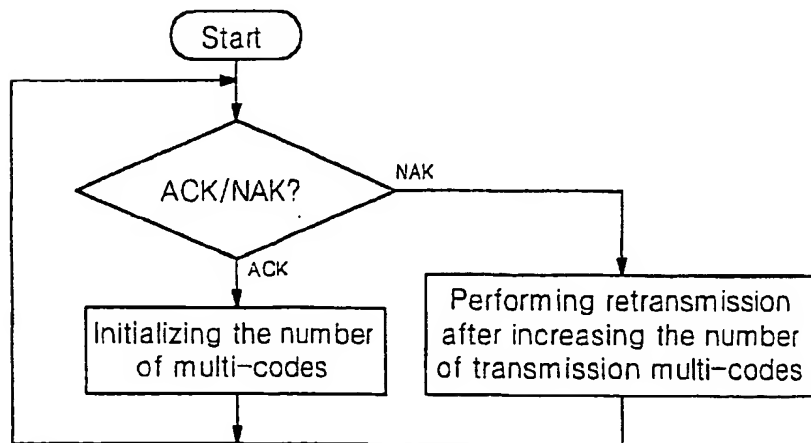 Start
ACK/NAK?
NAK
ACK
Initializing the number
of multi-codes
Performing retransmission
after increasing the number
of transmission multi-codes